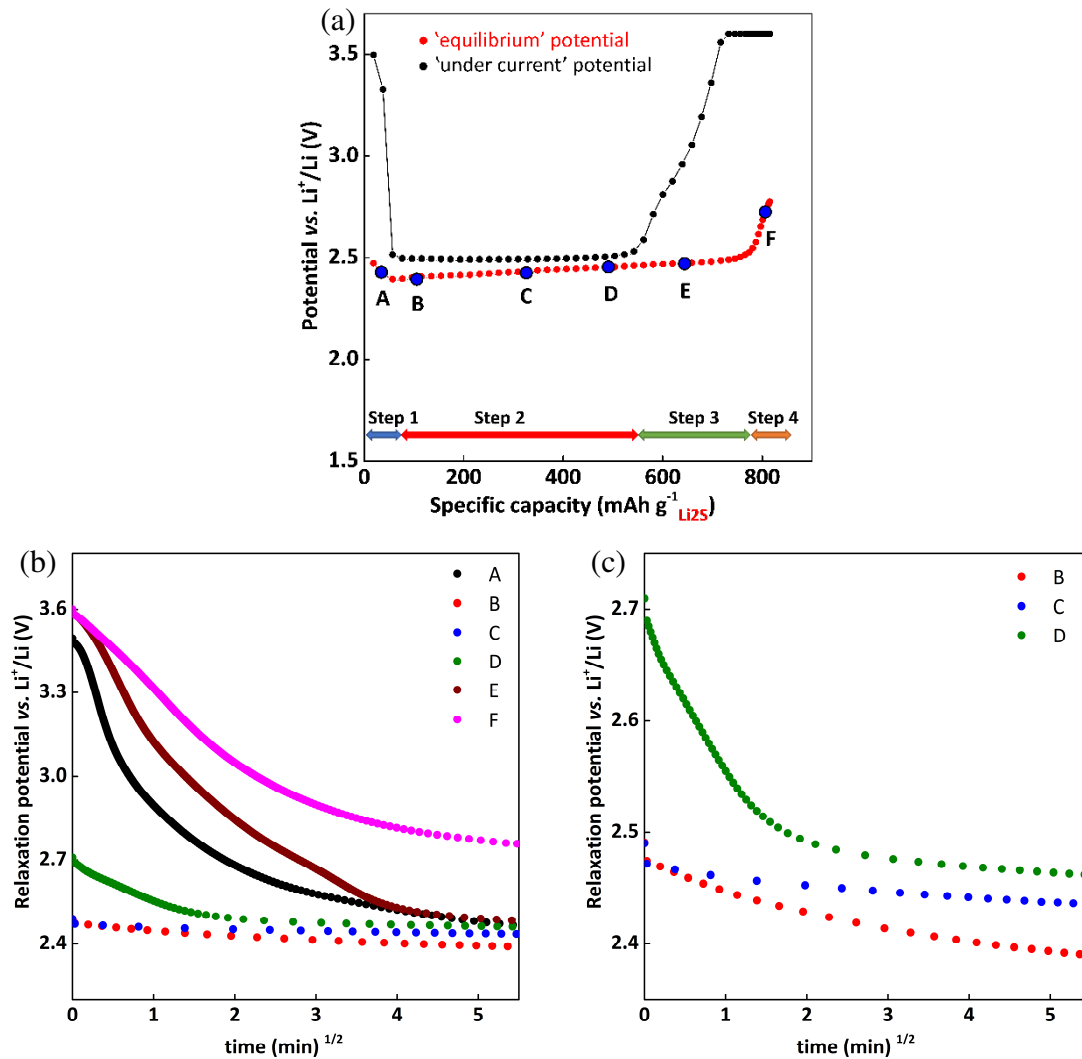 (a)
'equilibrium' potential
'under current' potential
Potential vs. Li⁺/Li (V)
3.5
3.0
2.5
2.0
1.5
A
B
C
D
E
F
Step 1
Step 2
Step 3
Step 4
0
200
400
600
800
Specific capacity (mAh g⁻¹ Li2S)
(b)
A
B
C
D
E
F
Relaxation potential vs. Li⁺/Li (V)
3.6
3.3
3.0
2.7
2.4
0
1
2
3
4
5
time (min) ¹/²
(c)
B
C
D
Relaxation potential vs. Li⁺/Li (V)
2.7
2.6
2.5
2.4
0
1
2
3
4
5
time (min) ¹/²